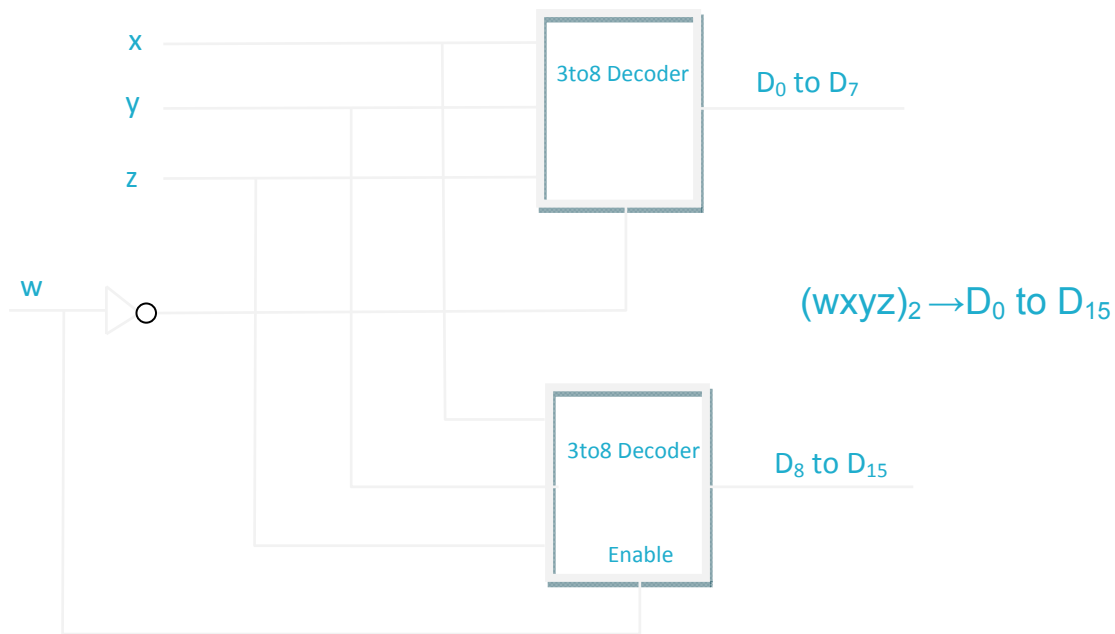 x
3to8 Decoder
D₀ to D₇
y
z
w
(wxyz)₂ →D₀ to D₁₅
3to8 Decoder
D₈ to D₁₅
Enable